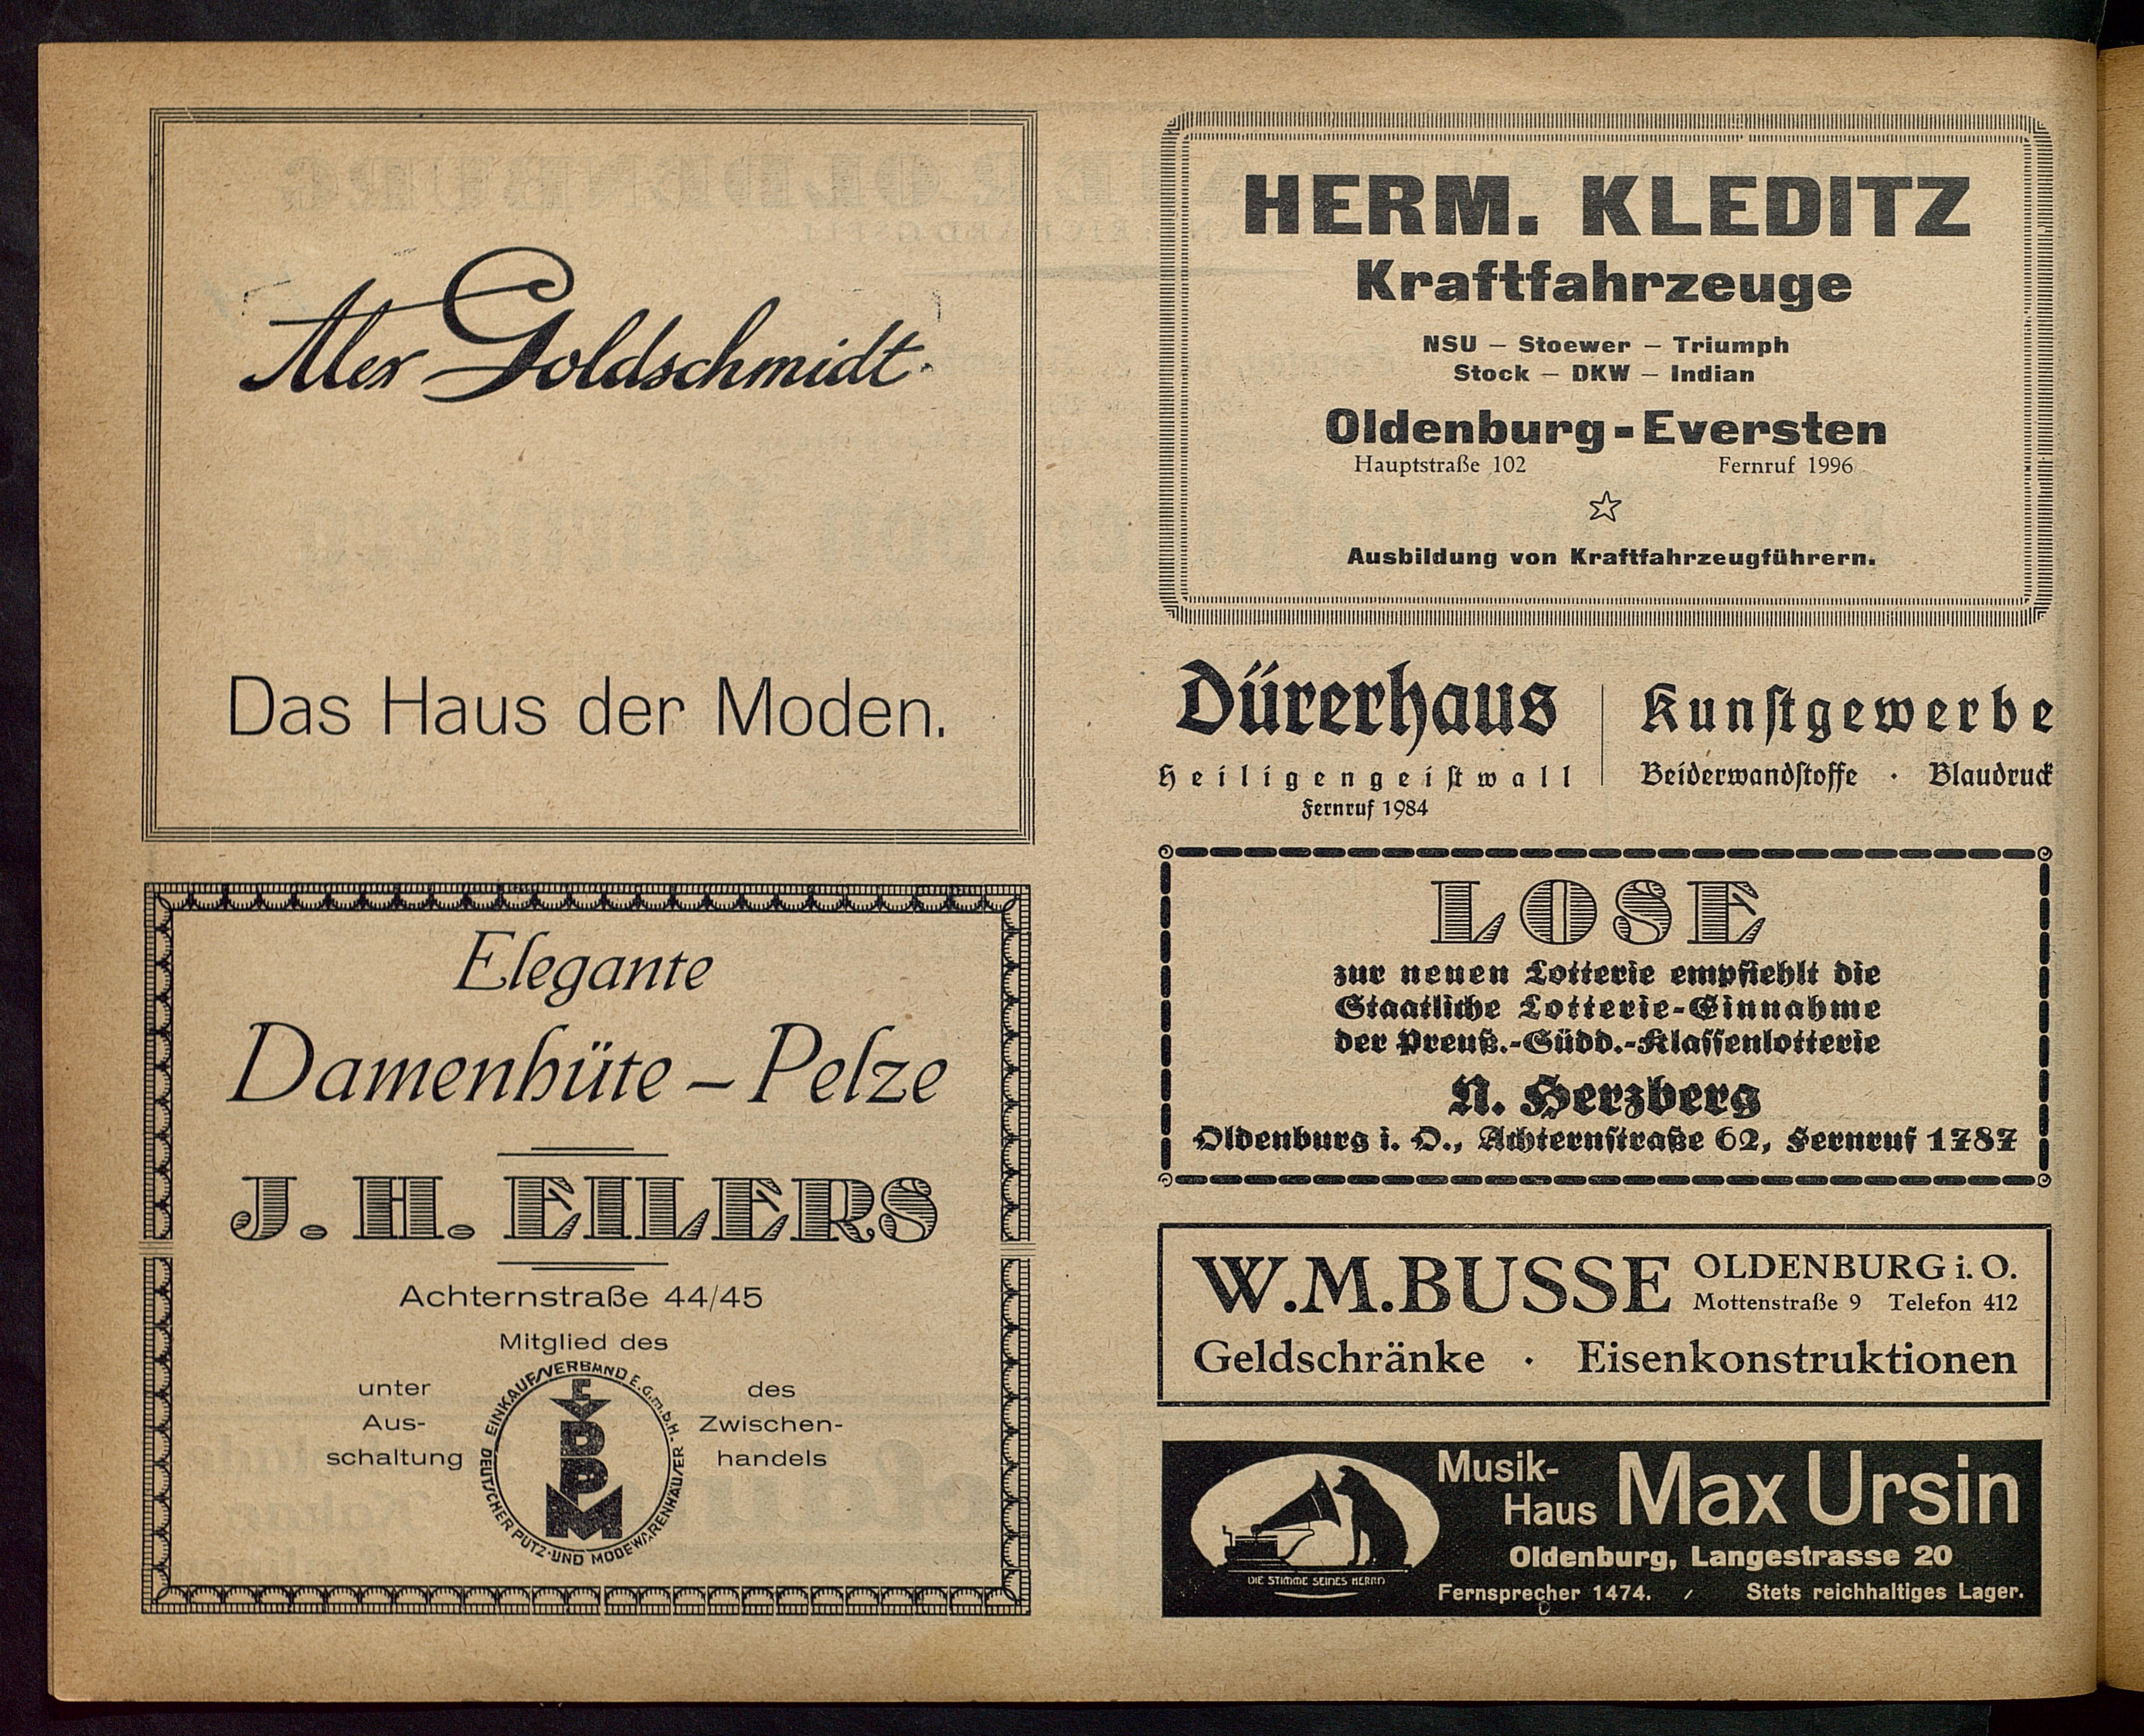 Alex Goldschmidt.
Das Haus der Moden.
Elegante
Damenhüte – Pelze
J. H. EILERS
Achternstraße 44/45
Mitglied des
unter
Aus-
schaltung
EINKAUFSVERBAND E.G.m.b.H.
DEUTSCHER PUTZ- UND MODEWARENHÄUSER
EV
D
P
M
des
Zwischen-
handels
HERM. KLEDITZ
Kraftfahrzeuge
NSU – Stoewer – Triumph
Stock – DKW – Indian
Oldenburg-Eversten
Hauptstraße 102 Fernruf 1996
Ausbildung von Kraftfahrzeugführern.
Dürerhaus
Heiligengeiſtwall
Fernruf 1984
Kunſtgewerbe
Beiderwandſtoffe · Blaudruck
LOSE
zur neuen Lotterie empfiehlt die
Staatliche Lotterie-Einnahme
der Preuß.-Südd.-Klaſſenlotterie
N. Herzberg
Oldenburg i. O., Achternſtraße 62, Fernruf 1787
W.M.BUSSE OLDENBURG i. O.
Mottenstraße 9 Telefon 412
Geldschränke · Eisenkonstruktionen
DIE STIMME SEINES HERRN
Musik-
Haus Max Ursin
Oldenburg, Langestrasse 20
Fernsprecher 1474. / Stets reichhaltiges Lager.